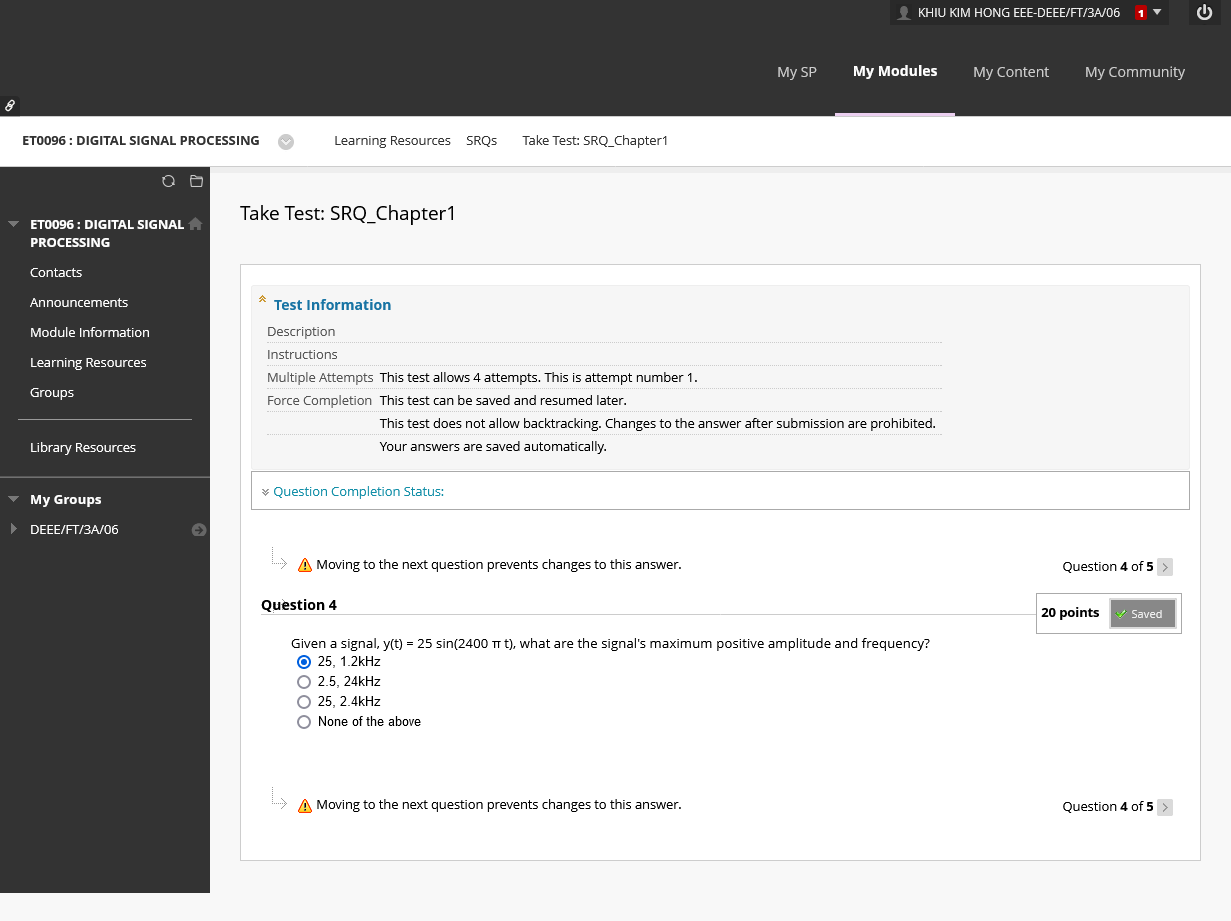 KHIU KIM HONG EEE-DEEE/FT/3A/06 1
My SP My Modules My Content My Community
ET0096 : DIGITAL SIGNAL PROCESSING Learning Resources SRQs Take Test: SRQ_Chapter1
ET0096 : DIGITAL SIGNAL
PROCESSING
Contacts
Announcements
Module Information
Learning Resources
Groups
Library Resources
My Groups
DEEE/FT/3A/06
Take Test: SRQ_Chapter1
Test Information
Description
Instructions
Multiple Attempts This test allows 4 attempts. This is attempt number 1.
Force Completion This test can be saved and resumed later.
This test does not allow backtracking. Changes to the answer after submission are prohibited.
Your answers are saved automatically.
Question Completion Status:
Moving to the next question prevents changes to this answer. Question 4 of 5
Question 4 20 points Saved
Given a signal, y(t) = 25 sin(2400 π t), what are the signal's maximum positive amplitude and frequency?
25, 1.2kHz
2.5, 24kHz
25, 2.4kHz
None of the above
Moving to the next question prevents changes to this answer. Question 4 of 5